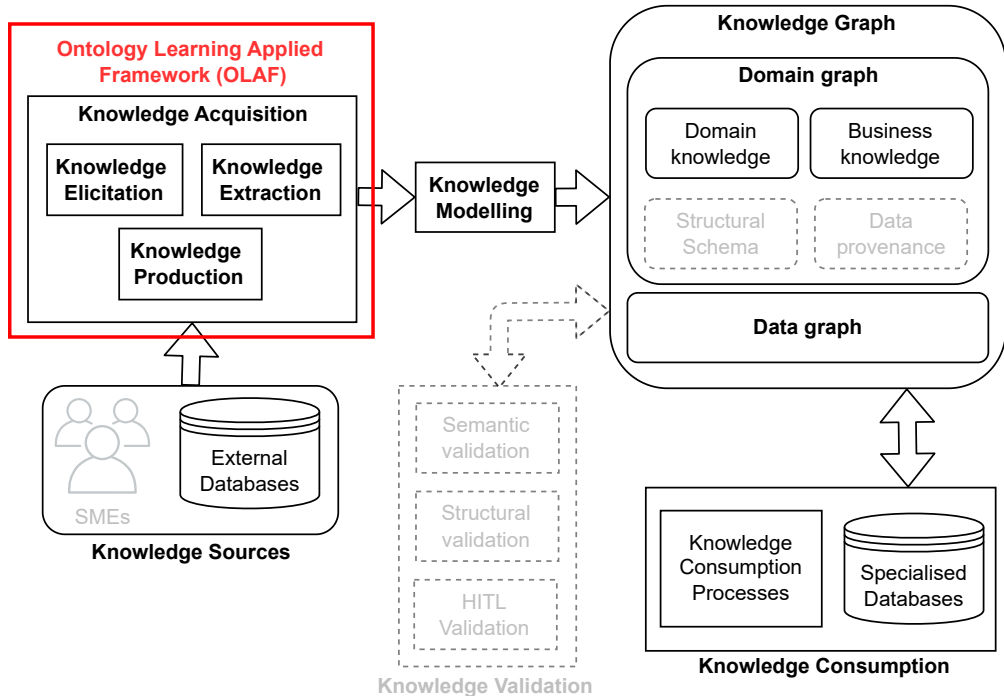 Ontology Learning Applied
Framework (OLAF)
Knowledge Acquisition
Knowledge
Elicitation
Knowledge
Extraction
Knowledge
Production
Knowledge
Modelling
Knowledge Graph
Domain graph
Domain
knowledge
Business
knowledge
Structural
Schema
Data
provenance
Data graph
SMEs
External
Databases
Knowledge Sources
Semantic
validation
Structural
validation
HITL
Validation
Knowledge Validation
Knowledge
Consumption
Processes
Specialised
Databases
Knowledge Consumption